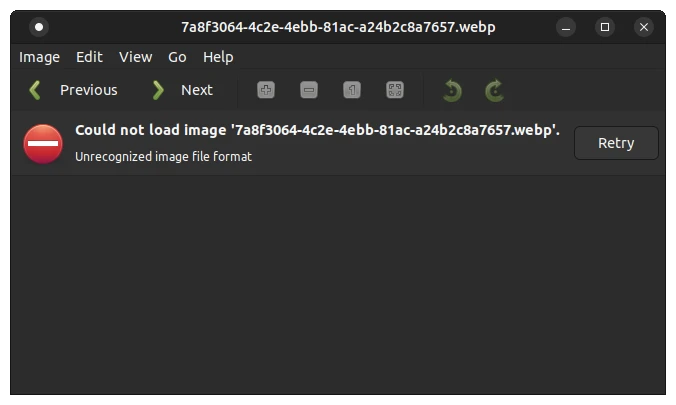 7a8f3064-4c2e-4ebb-81ac-a24b2c8a7657.webp
Image Edit View Go Help
Previous Next 1
Could not load image '7a8f3064-4c2e-4ebb-81ac-a24b2c8a7657.webp'.
Unrecognized image file format
Retry